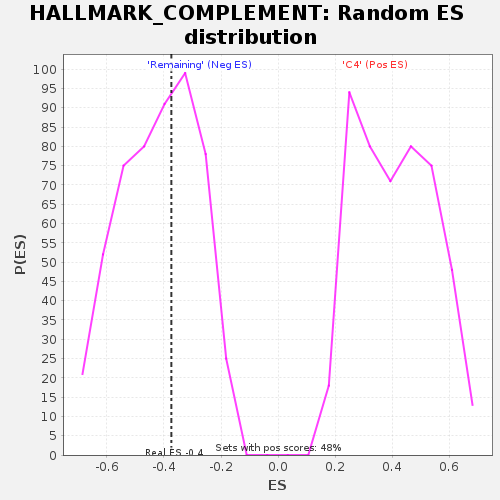 HALLMARK_COMPLEMENT: Random ES
distribution
'Remaining' (Neg ES)
'C4' (Pos ES)
100
95
90
85
80
75
70
65
60
55
50
45
40
35
30
25
20
15
10
5
0
P(ES)
Real ES -0.4
Sets with pos scores: 48%
-0.6 -0.4 -0.2 0.0 0.2 0.4 0.6
ES